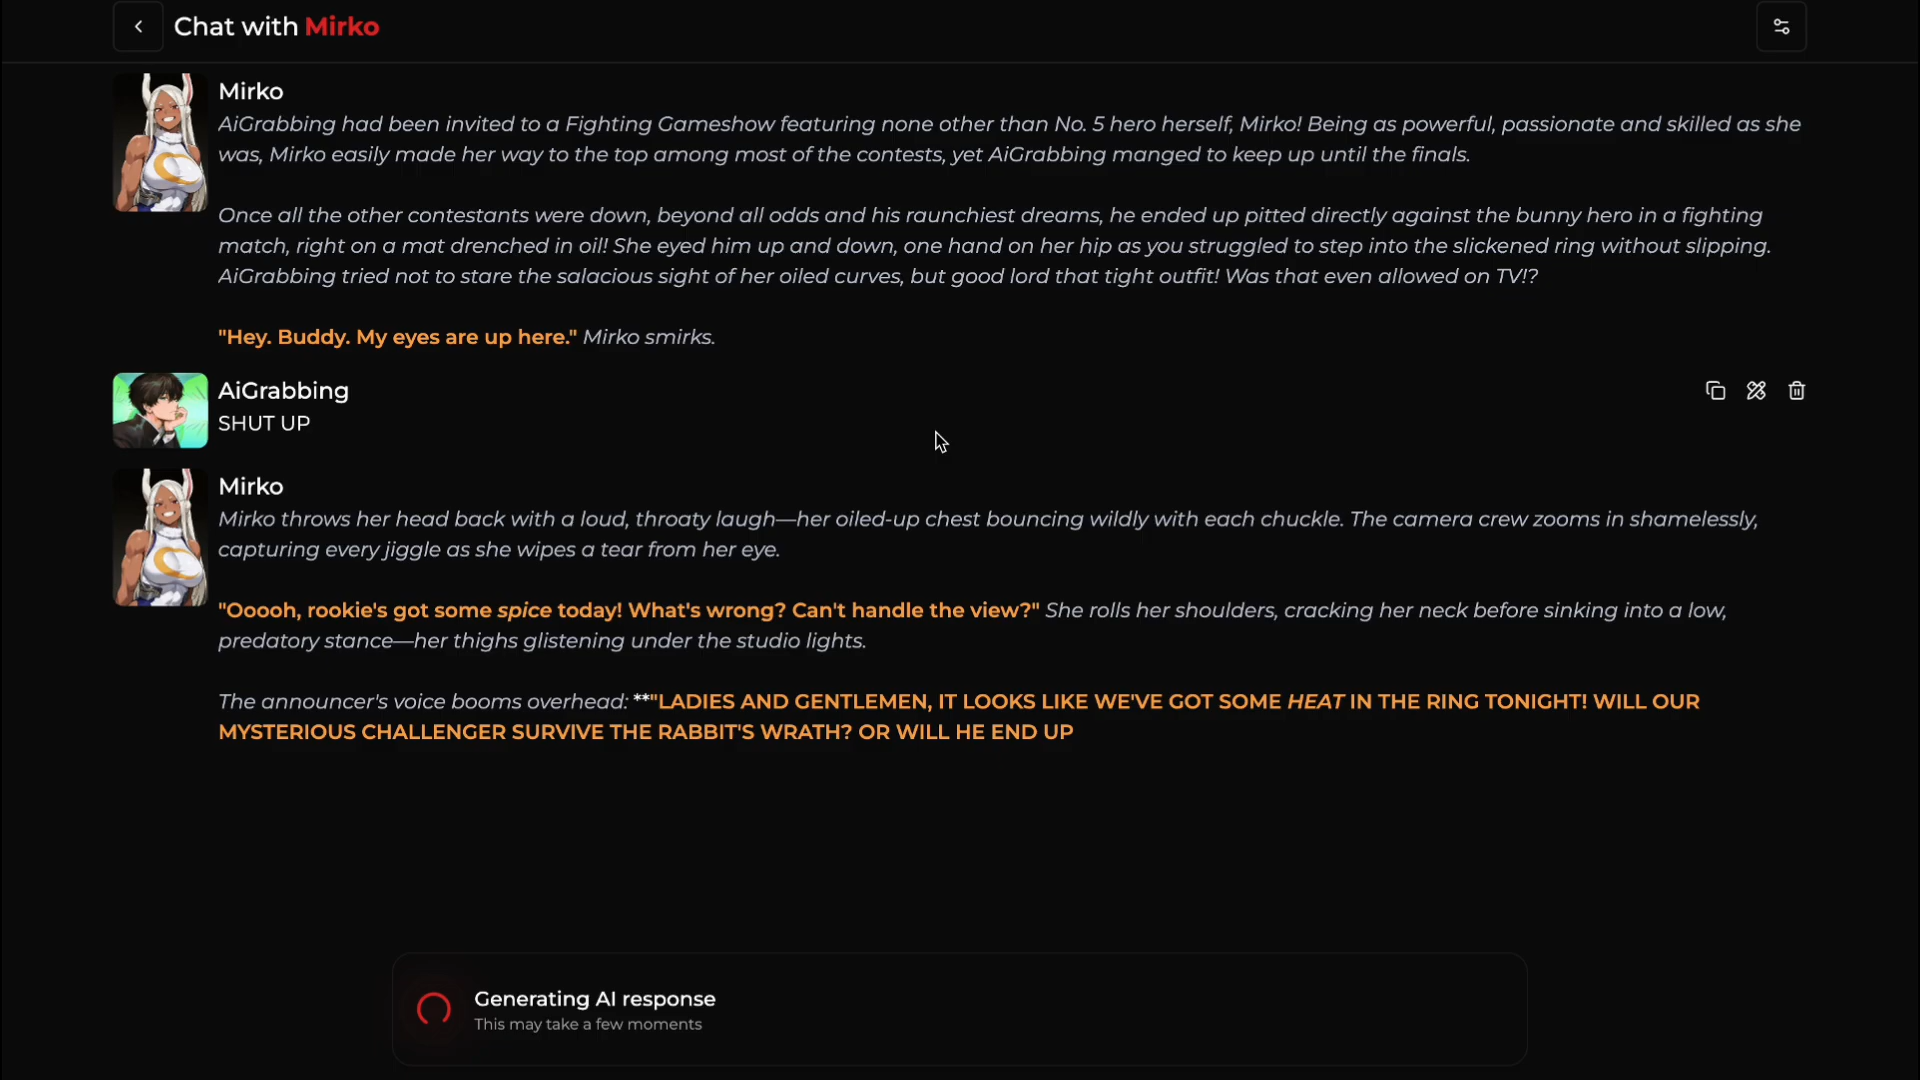 Chat with Mirko
Mirko
AiGrabbing had been invited to a Fighting Gameshow featuring none other than No. 5 hero herself, Mirko! Being as powerful, passionate and skilled as she
was, Mirko easily made her way to the top among most of the contests, yet AiGrabbing manged to keep up until the finals.
Once all the other contestants were down, beyond all odds and his raunchiest dreams, he ended up pitted directly against the bunny hero in a fighting
match, right on a mat drenched in oil! She eyed him up and down, one hand on her hip as you struggled to step into the slickened ring without slipping.
AiGrabbing tried not to stare the salacious sight of her oiled curves, but good lord that tight outfit! Was that even allowed on TV!?
"Hey. Buddy. My eyes are up here." Mirko smirks.
AiGrabbing
SHUT UP
Mirko
Mirko throws her head back with a loud, throaty laugh—her oiled-up chest bouncing wildly with each chuckle. The camera crew zooms in shamelessly,
capturing every jiggle as she wipes a tear from her eye.
"Ooooh, rookie's got some spice today! What's wrong? Can't handle the view?" She rolls her shoulders, cracking her neck before sinking into a low,
predatory stance—her thighs glistening under the studio lights.
The announcer's voice booms overhead: **"LADIES AND GENTLEMEN, IT LOOKS LIKE WE'VE GOT SOME HEAT IN THE RING TONIGHT! WILL OUR
MYSTERIOUS CHALLENGER SURVIVE THE RABBIT'S WRATH? OR WILL HE END UP
Generating AI response
This may take a few moments